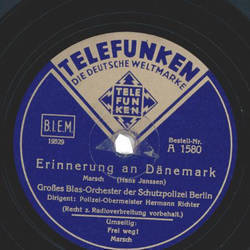 TELEFUNKEN
DIE DEUTSCHE WELTMARKE
TELE
FUN
KEN
B.I.E.M.
19529
Bestell-Nr.
A 1580
Erinnerung an Dänemark
Marsch (Hans Janssen)
Großes Blas-Orchester der Schutzpolizei Berlin
Dirigent: Polizei-Obermeister Hermann Richter
(Recht z. Radioverbreitung vorbehalt.)
Umseitig:
Frei weg!
Marsch